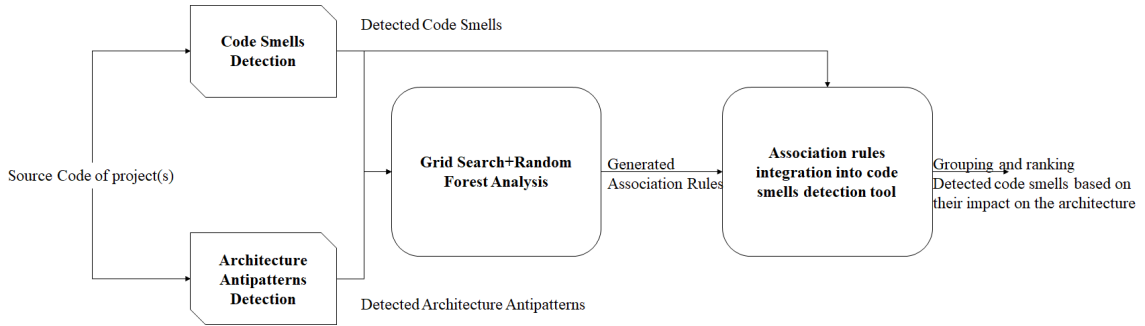 Detected Code Smells
Code Smells
Detection
Source Code of project(s)
Grid Search+Random
Forest Analysis
Generated
Association Rules
Association rules
integration into code
smells detection tool
Grouping and ranking
Detected code smells based on
their impact on the architecture
Architecture
Antipatterns
Detection
Detected Architecture Antipatterns